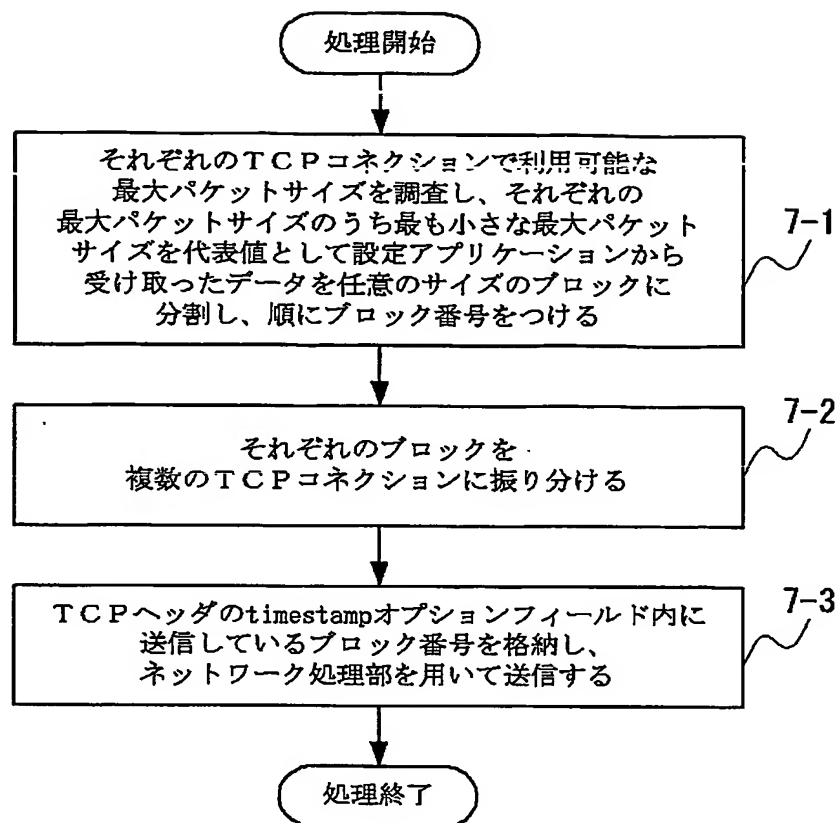 処理開始
それぞれのTCPコネクションで利用可能な
最大パケットサイズを調査し、それぞれの
最大パケットサイズのうち最も小さな最大パケット
サイズを代表値として設定アプリケーションから
受け取ったデータを任意のサイズのブロックに
分割し、順にブロック番号をつける
7-1
それぞれのブロックを
複数のTCPコネクションに振り分ける
7-2
TCPヘッダのtimestampオプションフィールド内に
送信しているブロック番号を格納し、
ネットワーク処理部を用いて送信する
7-3
処理終了